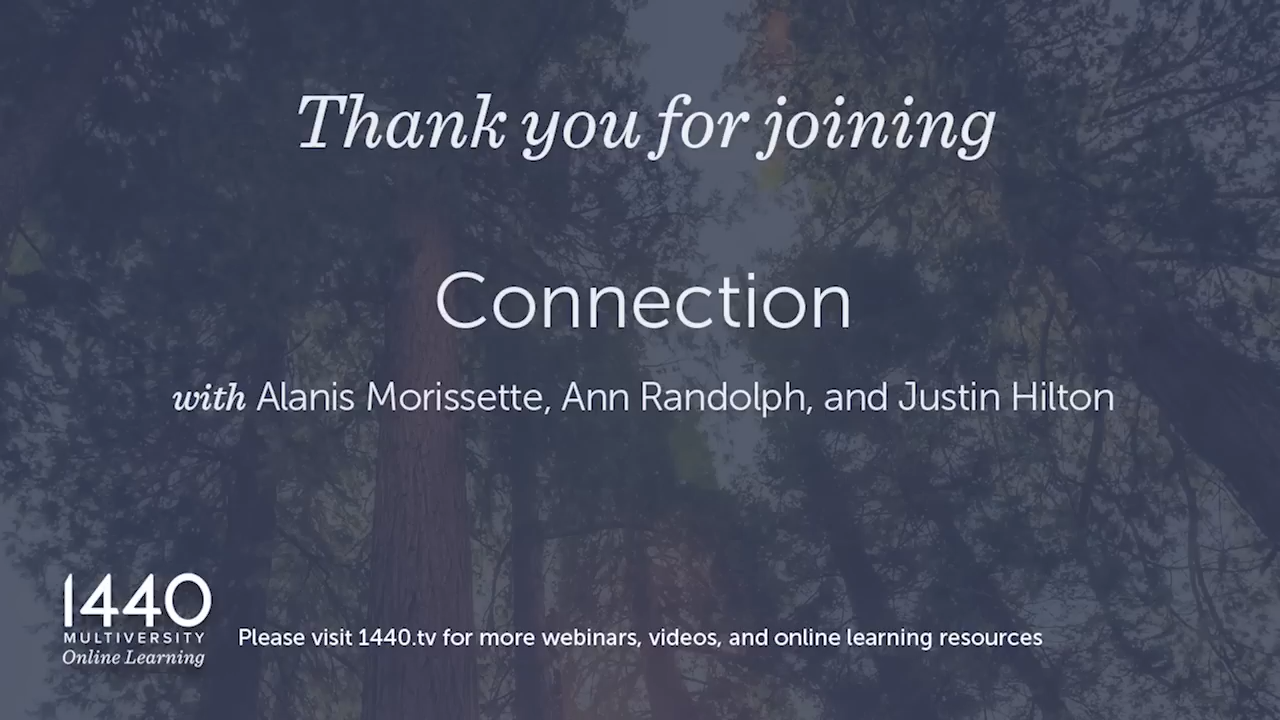 Thank you for joining
Connection
with Alanis Morissette, Ann Randolph, and Justin Hilton
1440
MULTIVERSITY
Online Learning
Please visit 1440.tv for more webinars, videos, and online learning resources